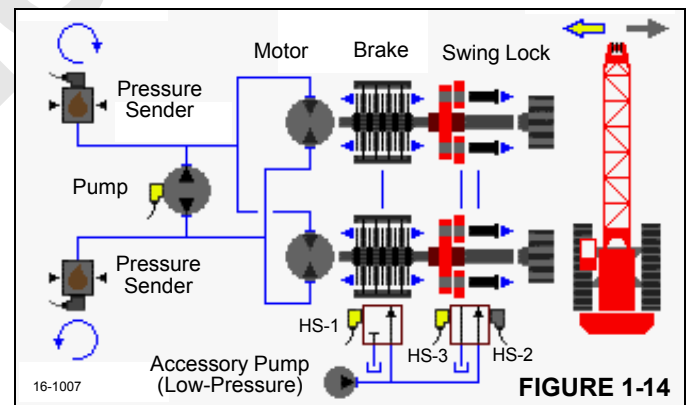 Motor
Brake
Swing Lock
Pressure
Sender
Pump
Pressure
Sender
HS-1
HS-3
HS-2
Accessory Pump
(Low-Pressure)
16-1007
FIGURE 1-14